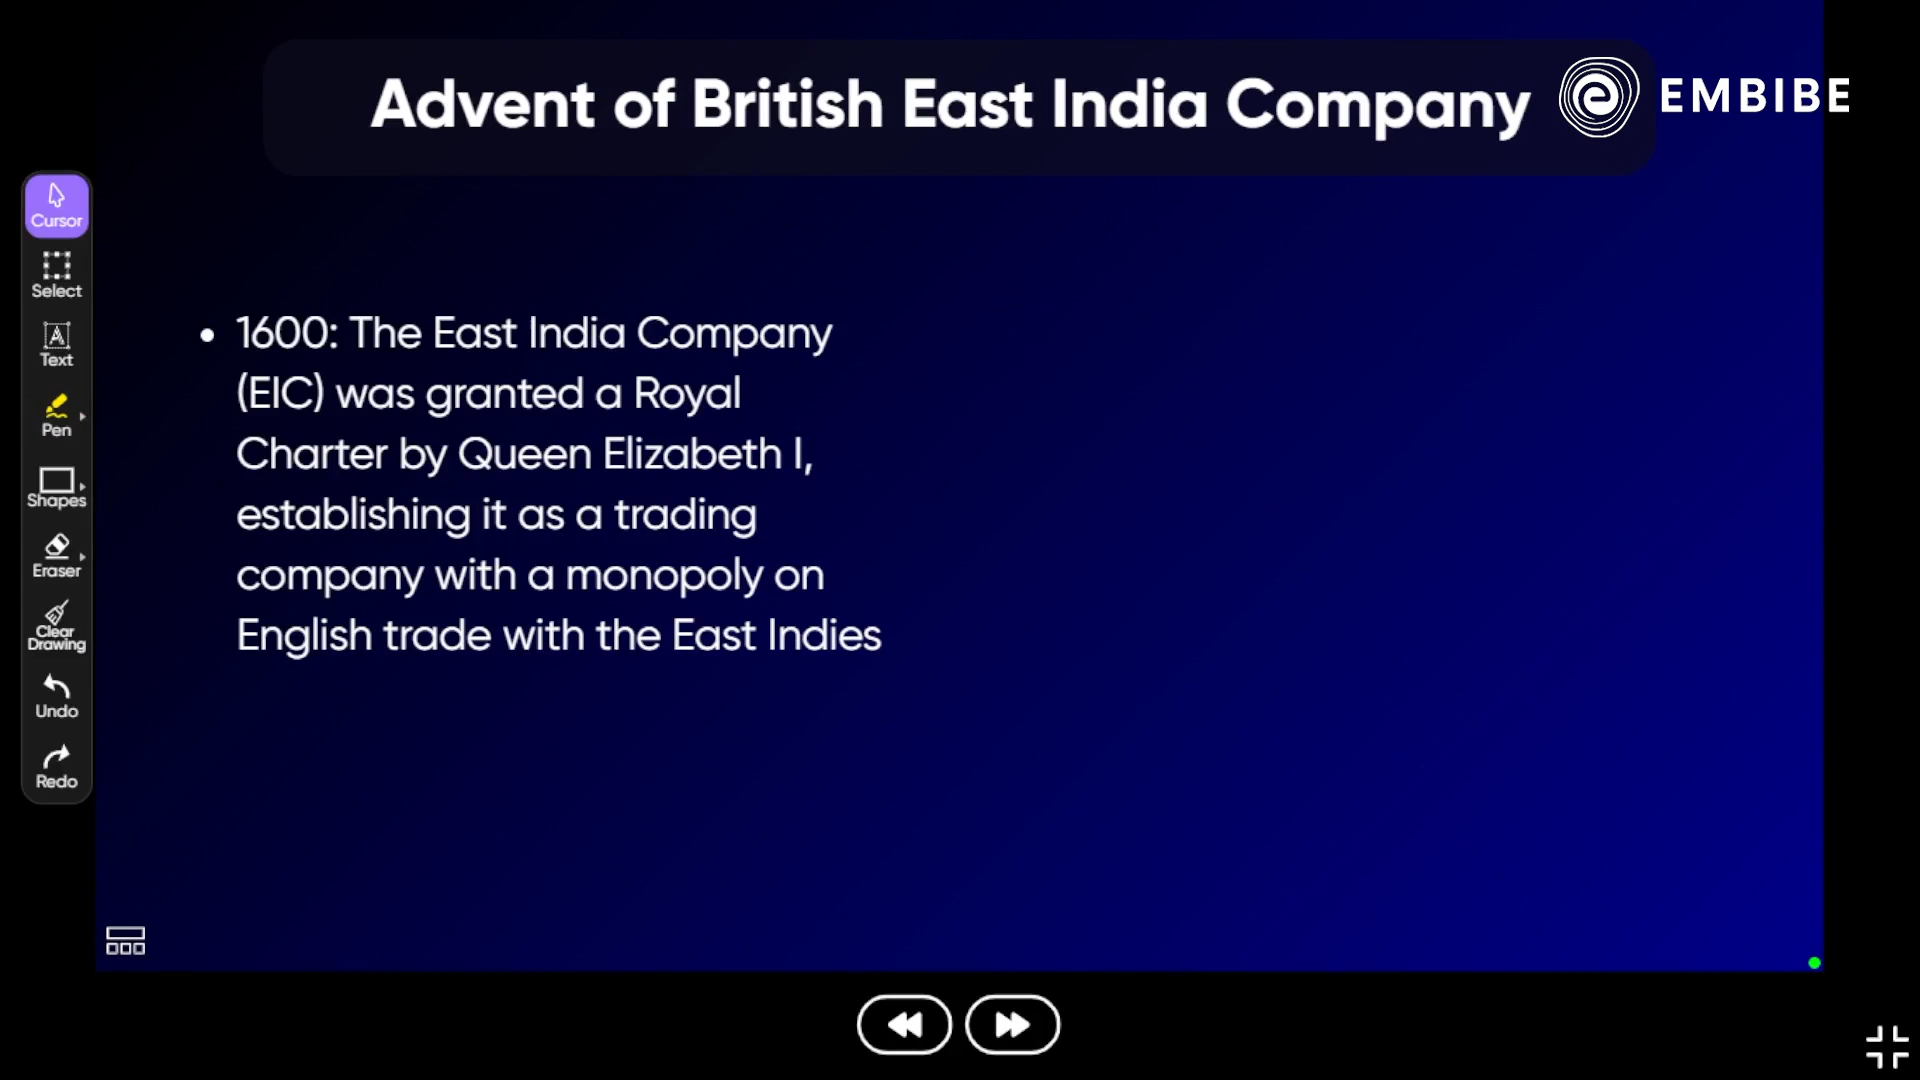 Advent of British East India Company
EMBIBE
Cursor
Select
Text
Pen
Shapes
Eraser
Clear
Drawing
Undo
Redo
• 1600: The East India Company
(EIC) was granted a Royal
Charter by Queen Elizabeth I,
establishing it as a trading
company with a monopoly on
English trade with the East Indies